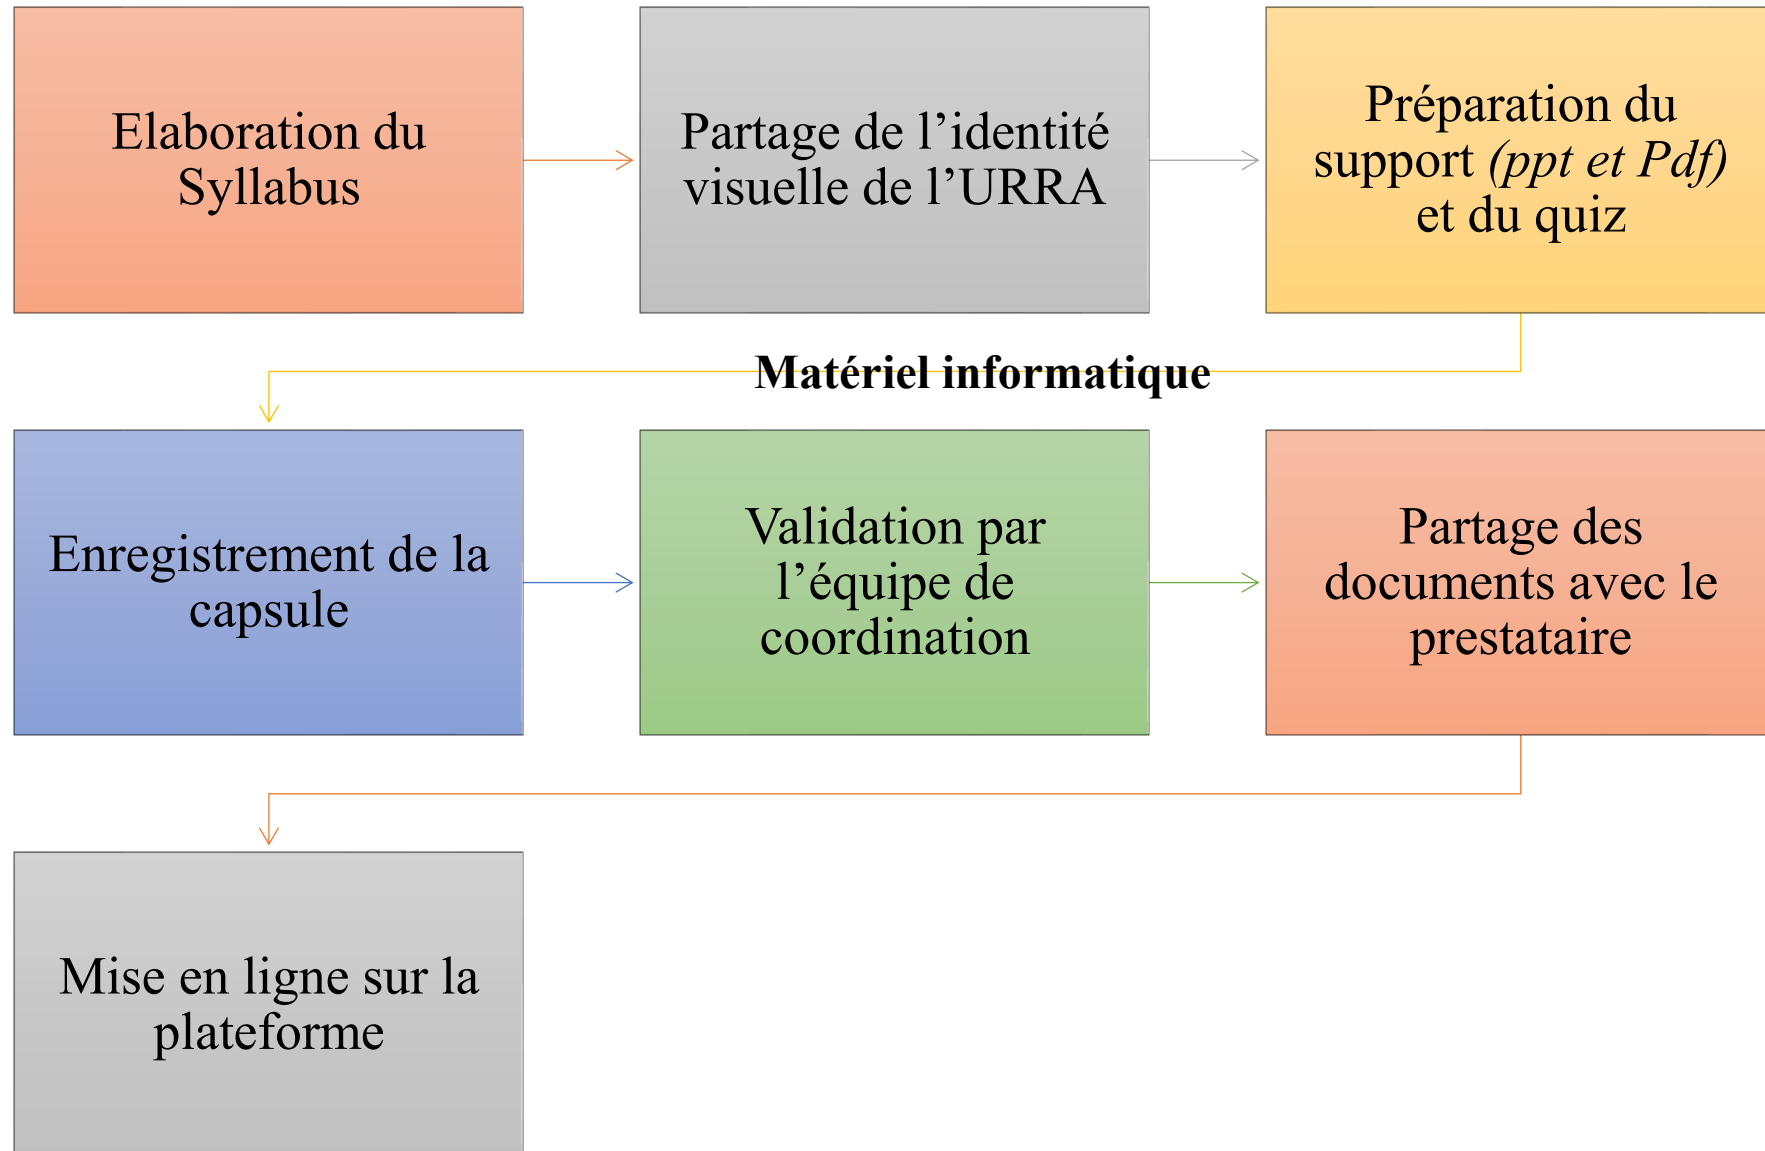 Elaboration du
Syllabus
Partage de l’identité
visuelle de l’URRA
Préparation du
support (ppt et Pdf)
et du quiz
Matériel informatique
Enregistrement de la
capsule
Validation par
l’équipe de
coordination
Partage des
documents avec le
prestataire
Mise en ligne sur la
plateforme